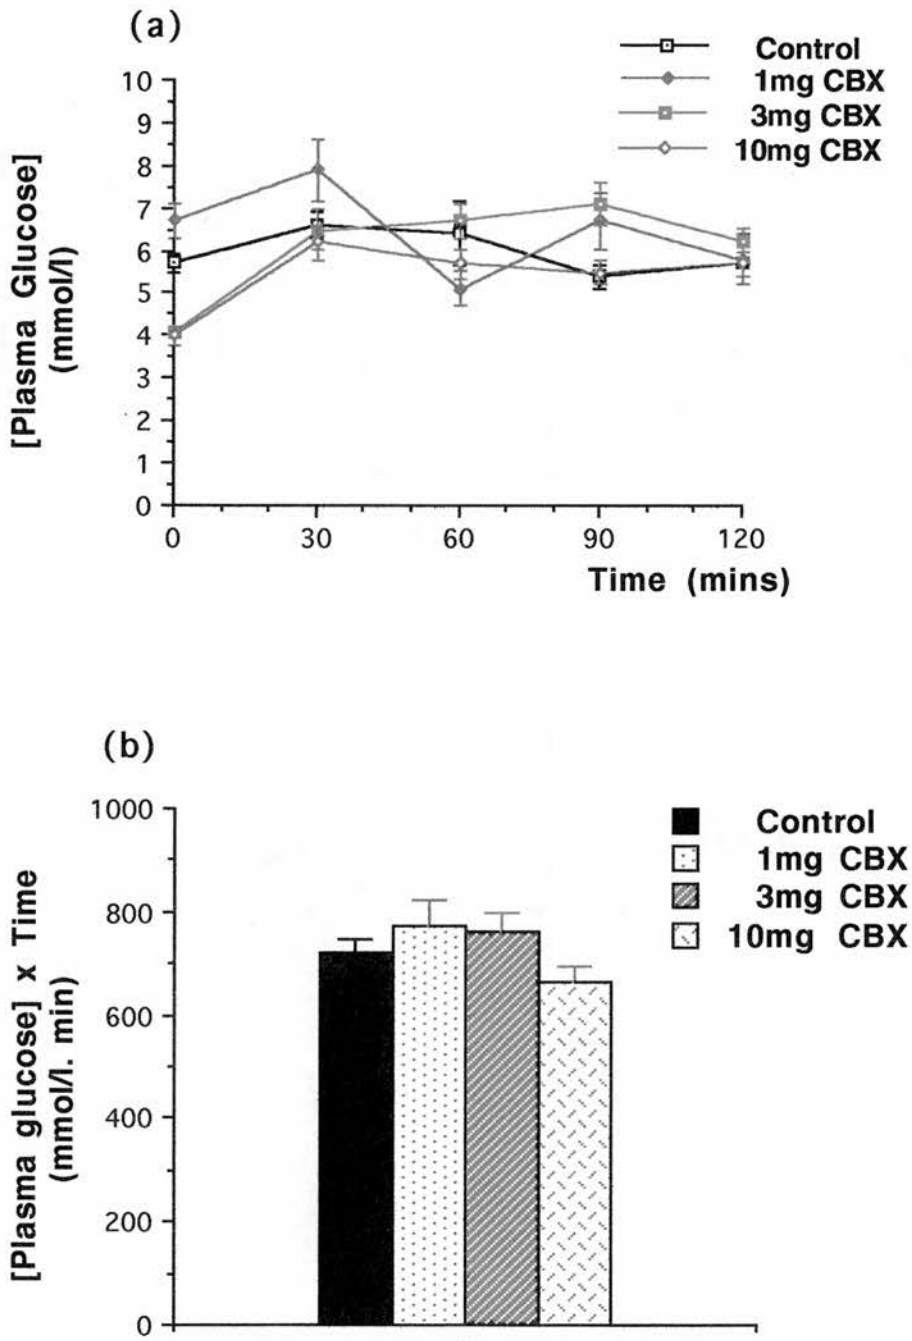 (a)
Control
1mg CBX
3mg CBX
10mg CBX
10
9
8
7
6
5
4
3
2
1
0
[Plasma Glucose]
(mmol/l)
0 30 60 90 120
Time (mins)
(b)
Control
1mg CBX
3mg CBX
10mg CBX
1000
800
600
400
200
0
[Plasma glucose] x Time
(mmol/l. min)